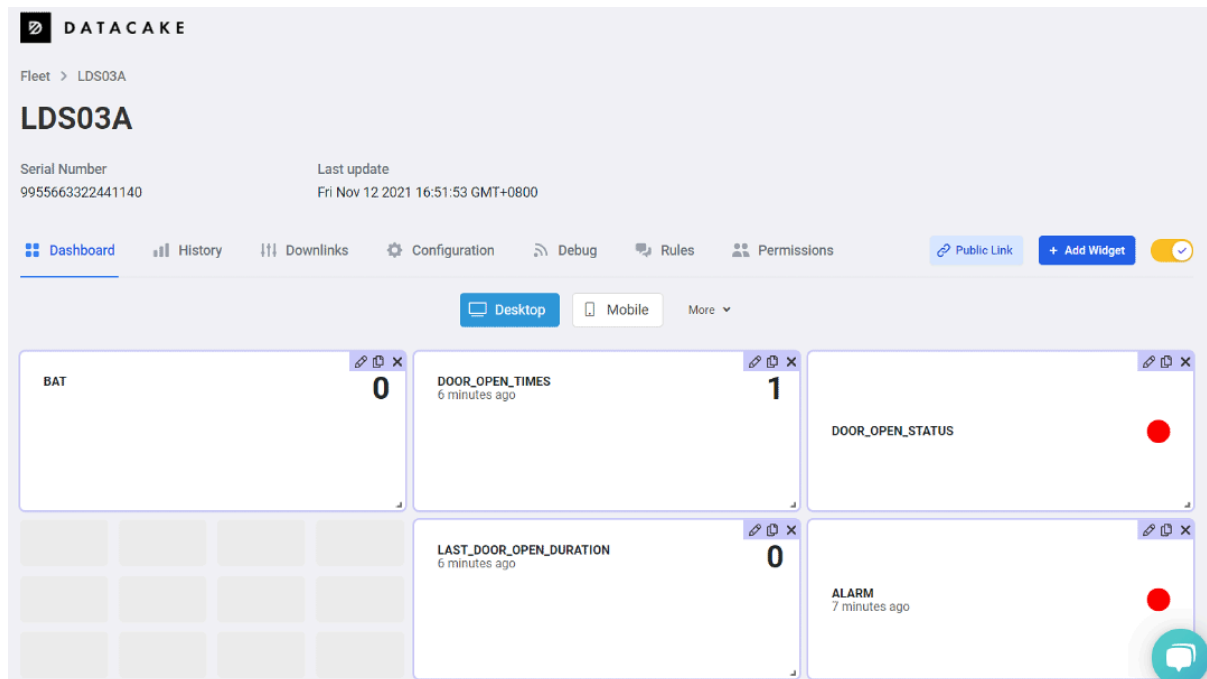 DATACAKE
Fleet > LDS03A
LDS03A
Serial Number
9955663322441140
Last update
Fri Nov 12 2021 16:51:53 GMT+0800
Dashboard
History
Downlinks
Configuration
Debug
Rules
Permissions
Public Link
+ Add Widget
Desktop
Mobile
More
BAT
0
DOOR_OPEN_TIMES
6 minutes ago
1
DOOR_OPEN_STATUS
LAST_DOOR_OPEN_DURATION
6 minutes ago
0
ALARM
7 minutes ago